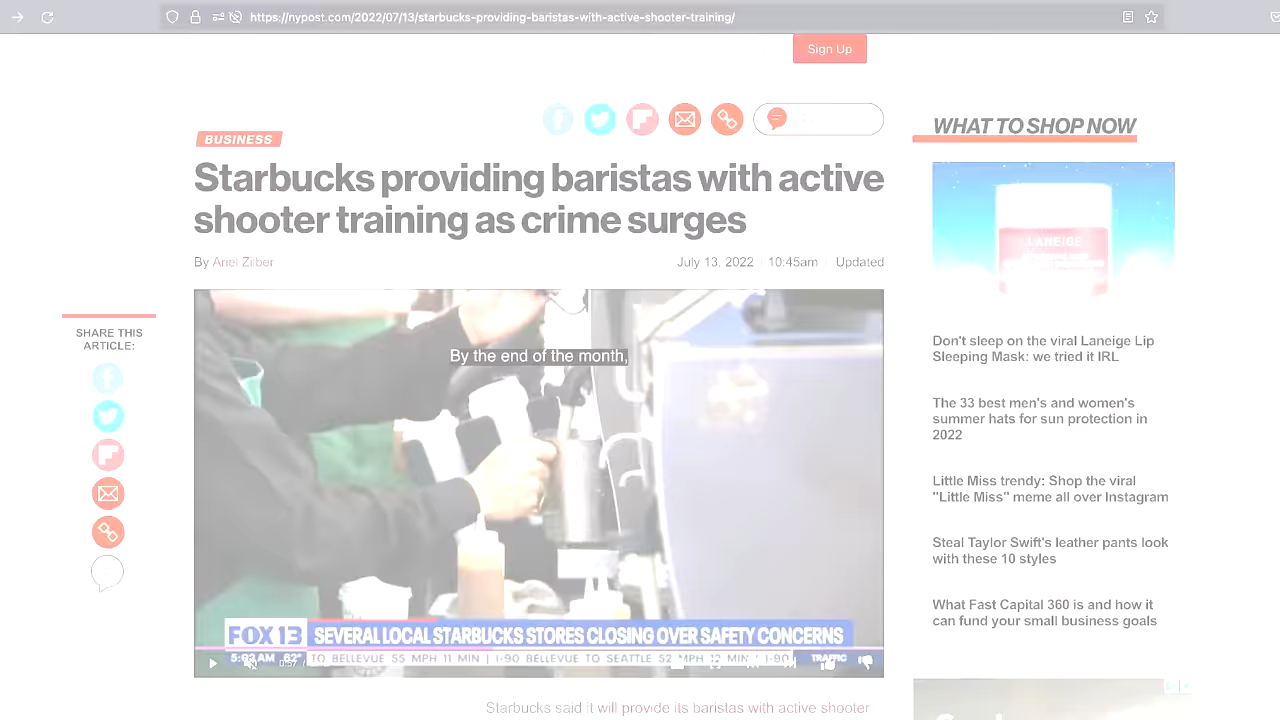 https://nypost.com/2022/07/13/starbucks-providing-baristas-with-active-shooter-training/
Sign Up
BUSINESS
Starbucks providing baristas with active
shooter training as crime surges
By Ariel Zilber
July 13, 2022 | 10:45am | Updated
SHARE THIS
ARTICLE:
By the end of the month,
FOX 13
SEVERAL LOCAL STARBUCKS STORES CLOSING OVER SAFETY CONCERNS
62° TO BELLEVUE 55 MPH 11 MIN | I-90 BELLEVUE TO SEATTLE 52 MPH 12 MIN | I-90
TRAFFIC
Starbucks said it will provide its baristas with active shooter
WHAT TO SHOP NOW
LANEIGE
Don't sleep on the viral Laneige Lip
Sleeping Mask: we tried it IRL
The 33 best men's and women's
summer hats for sun protection in
2022
Little Miss trendy: Shop the viral
"Little Miss" meme all over Instagram
Steal Taylor Swift's leather pants look
with these 10 styles
What Fast Capital 360 is and how it
can fund your small business goals